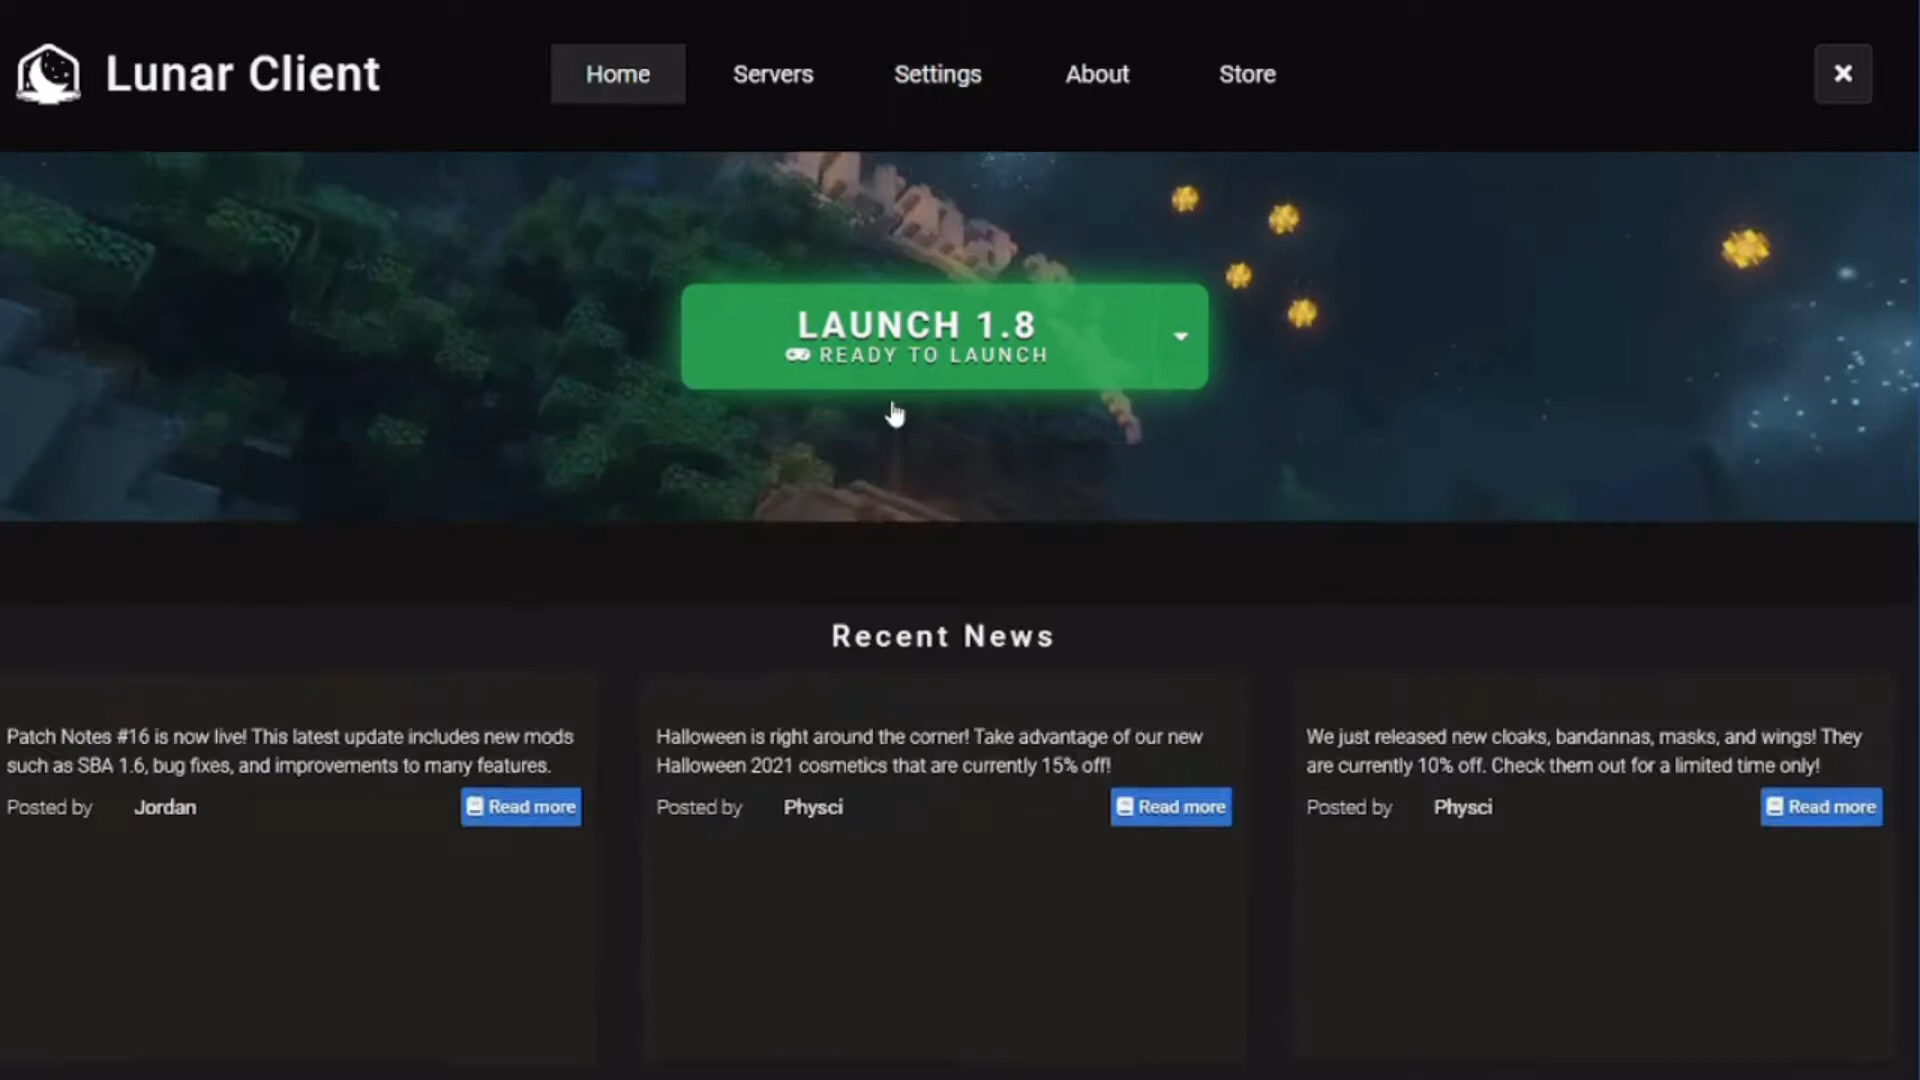 Lunar Client
Home
Servers
Settings
About
Store
LAUNCH 1.8
READY TO LAUNCH
Recent News
Patch Notes #16 is now live! This latest update includes new mods
such as SBA 1.6, bug fixes, and improvements to many features.
Posted by Jordan
Read more
Halloween is right around the corner! Take advantage of our new
Halloween 2021 cosmetics that are currently 15% off!
Posted by Physci
Read more
We just released new cloaks, bandannas, masks, and wings! They
are currently 10% off. Check them out for a limited time only!
Posted by Physci
Read more